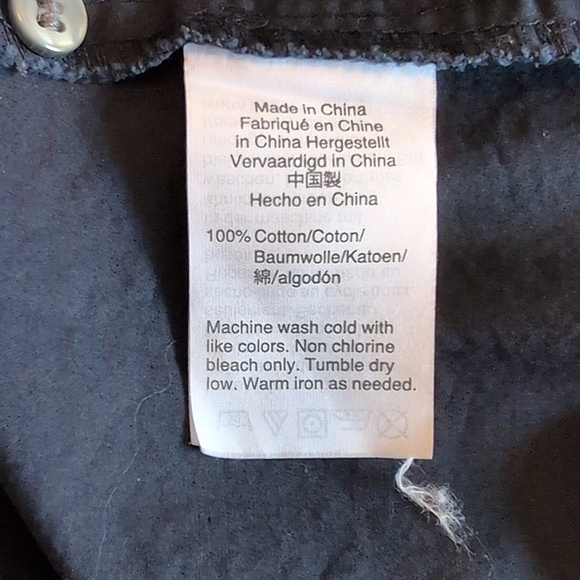 Made in China
Fabriqué en Chine
in China Hergestellt
Vervaardigd in China
中国製
Hecho en China
100% Cotton/Coton/
Baumwolle/Katoen/
綿/algodón
Machine wash cold with
like colors. Non chlorine
bleach only. Tumble dry
low. Warm iron as needed.